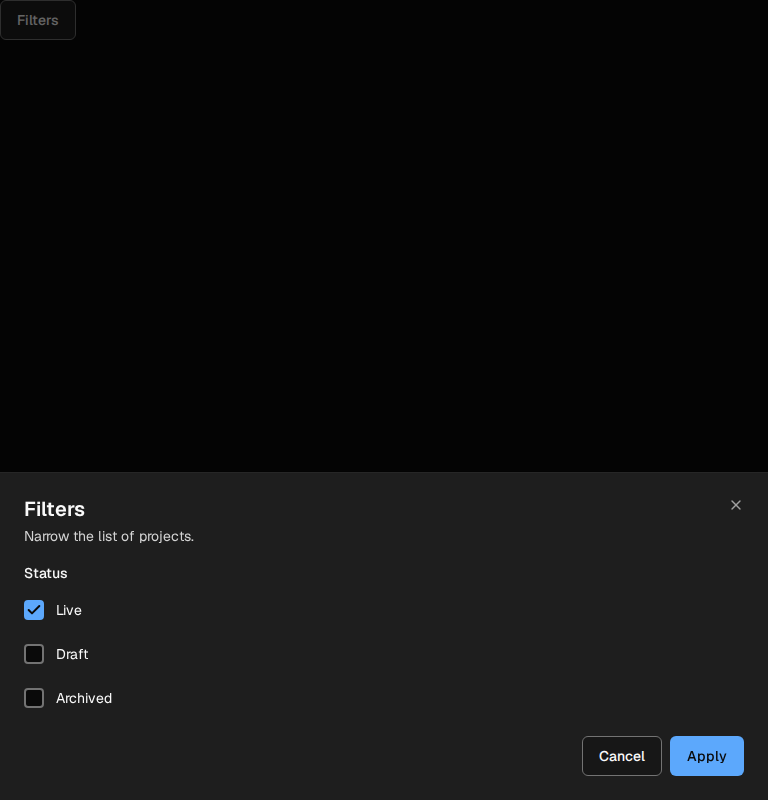 Filters
Filters
Narrow the list of projects.
Status
Live
Draft
Archived
Cancel
Apply